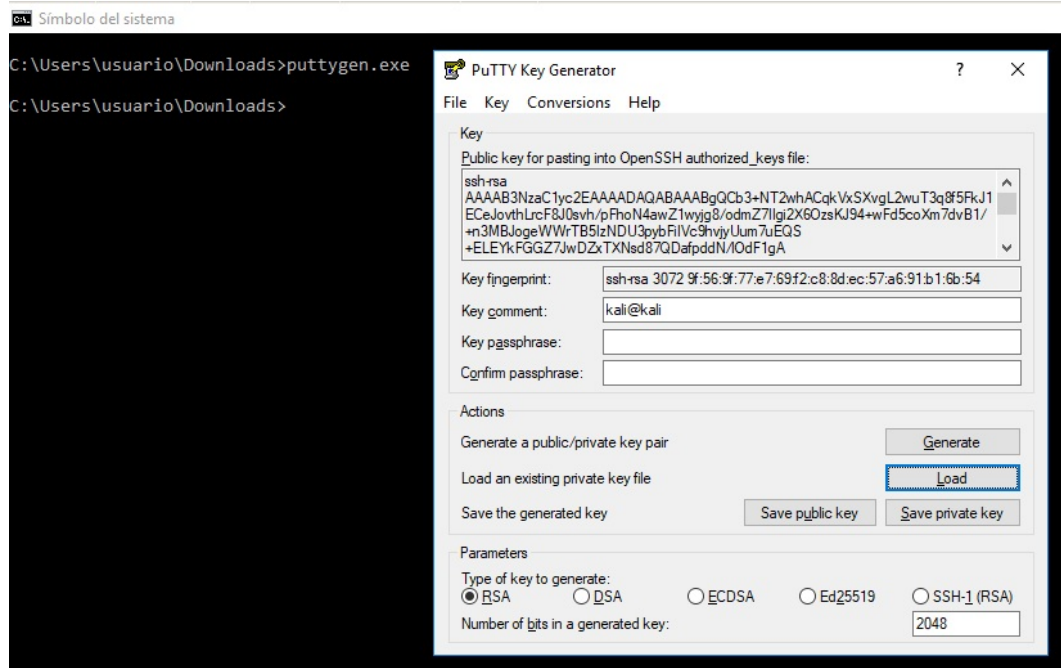 Símbolo del sistema
C:\Users\usuario\Downloads>puttygen.exe
C:\Users\usuario\Downloads>
PuTTY Key Generator
File Key Conversions Help
Key
Public key for pasting into OpenSSH authorized_keys file:
ssh-rsa
AAAAB3NzaC1yc2EAAAADAQABAAABgQCb3+NT2whACqkVxSXvgL2wuT3q8f5FkJ1
ECeJovthLrcF8J0svh/pFhoN4awZ1wyjg8/odmZ7llgi2X6OzsKJ94+wFd5coXm7dvB1/
+n3MBJogeWWrTB5IzNDU3pybFiIVc9hvjyUum7uEQS
+ELEYkFGGZ7JwDZxTXNsd87QDafpddN/lOdF1gA
Key fingerprint: ssh-rsa 3072 9f:56:9f:77:e7:69:f2:c8:8d:ec:57:a6:91:b1:6b:54
Key comment: kali@kali
Key passphrase:
Confirm passphrase:
Actions
Generate a public/private key pair Generate
Load an existing private key file Load
Save the generated key Save public key Save private key
Parameters
Type of key to generate:
RSA DSA ECDSA Ed25519 SSH-1 (RSA)
Number of bits in a generated key: 2048